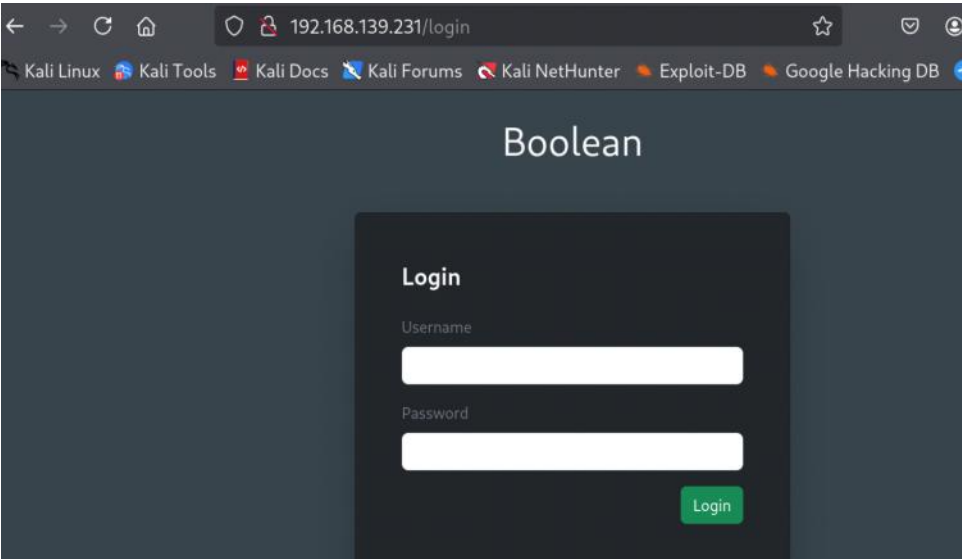 192.168.139.231/login
Kali Linux Kali Tools Kali Docs Kali Forums Kali NetHunter Exploit-DB Google Hacking DB
Boolean
Login
Username
Password
Login